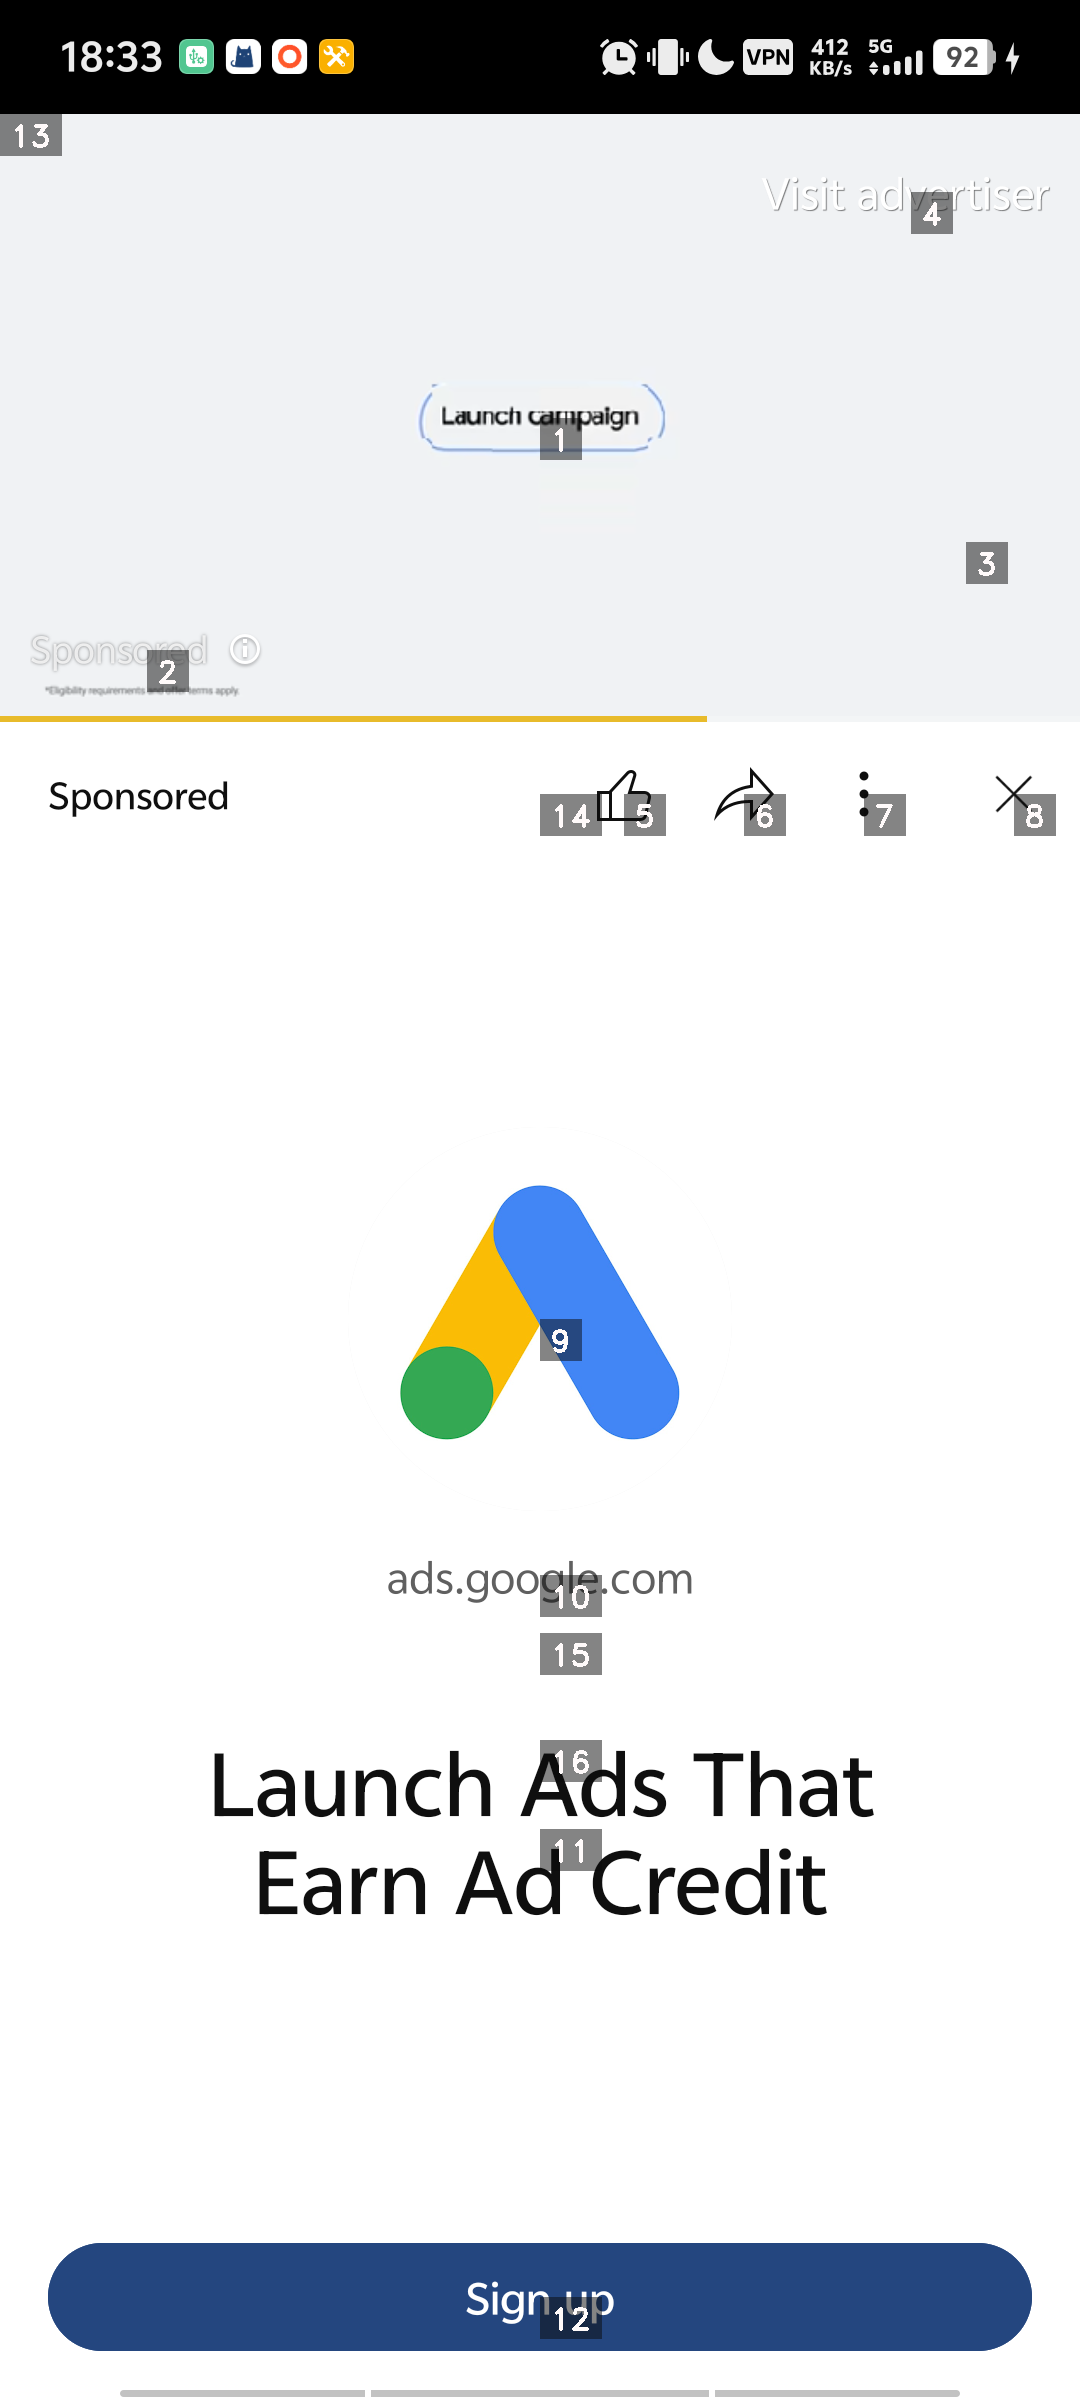 18:33
VPN
412 KB/s
5G
92
13
Visit advertiser
4
Launch campaign
1
3
Sponsored
2
*Eligibility requirements and offer terms apply.
Sponsored
14
5
6
7
8
9
ads.google.com
10
15
16
Launch Ads That
11
Earn Ad Credit
Sign up
12